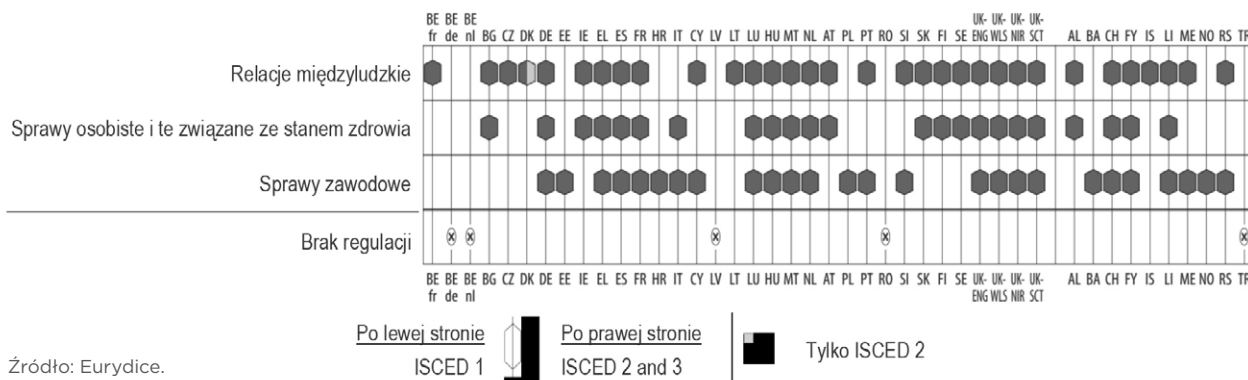 BE BE BE UK- UK- UK- UK-
fr de nl BG CZ DK DE EE IE EL ES FR HR IT CY LV LT LU HU MT NL AT PL PT RO SI SK FI SE ENG WLS NIR SCT AL BA CH FY IS LI ME NO RS TR
Relacje międzyludzkie
Sprawy osobiste i te związane ze stanem zdrowia
Sprawy zawodowe
Brak regulacji x x x x x
BE BE BE BG CZ DK DE EE IE EL ES FR HR IT CY LV LT LU HU MT NL AT PL PT RO SI SK FI SE UK- UK- UK- UK- AL BA CH FY IS LI ME NO RS TR
fr de nl ENG WLS NIR SCT
Po lewej stronie Po prawej stronie
Tylko ISCED 2
ISCED 1 ISCED 2 and 3
Źródło: Eurydice.